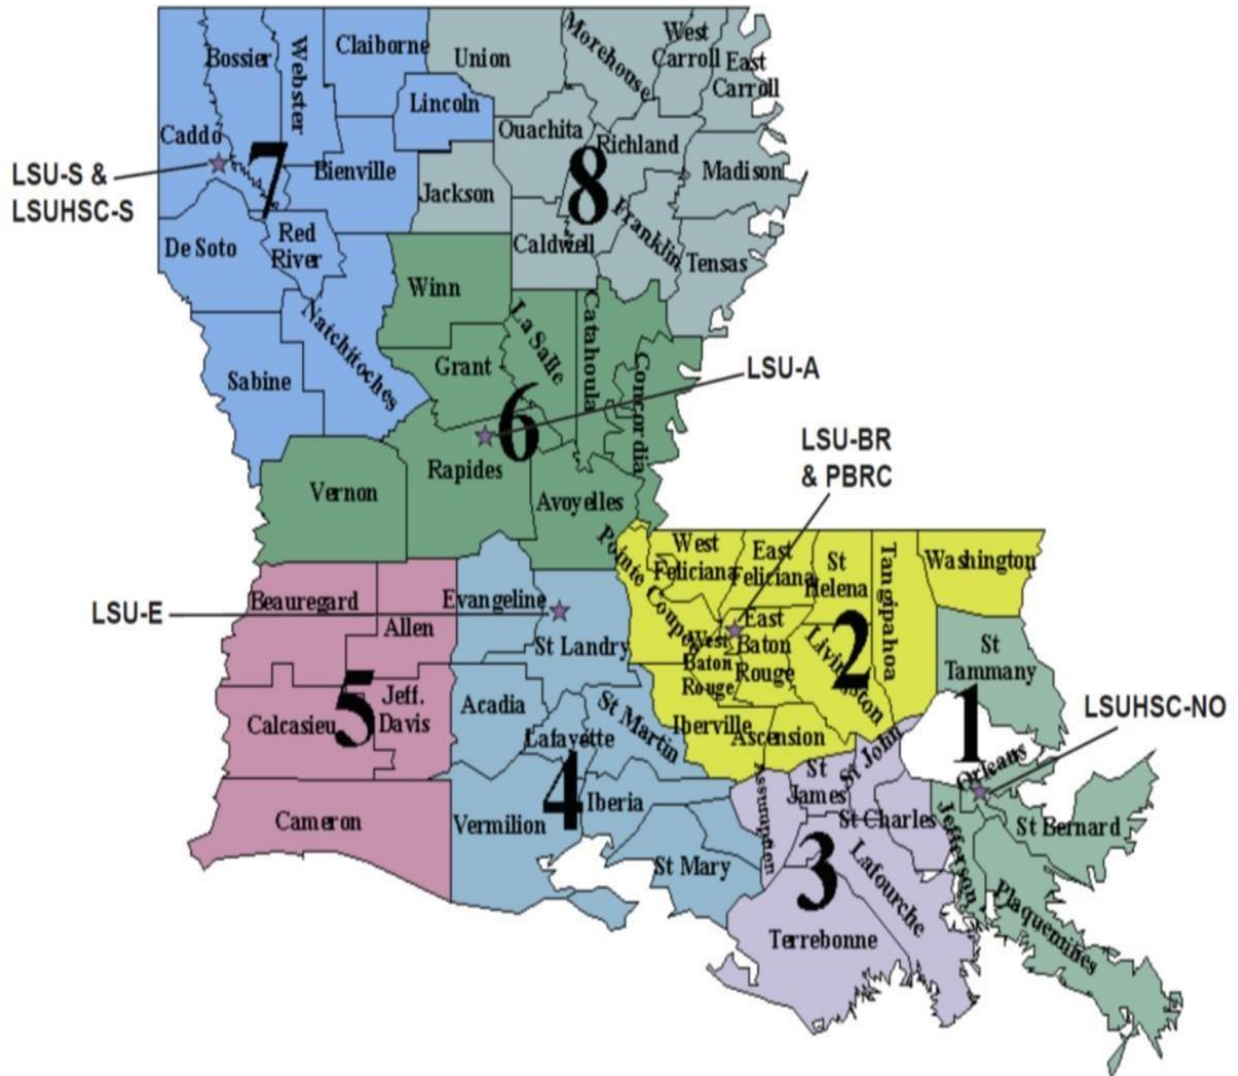 Bossier
Webster
Claiborne
Union
Morehouse
West
Carroll
East
Carroll
Lincoln
Caddo
Ouachita
Richland
LSU-S &
LSUHSC-S
7
Bienville
Jackson
8
Madison
De Soto
Red
River
Caldwell
Franklin
Tensas
Winn
Natchitoches
La Salle
Catahoula
Concordia
Sabine
Grant
LSU-A
6
Rapides
LSU-BR
& PBRC
Vernon
Avoyelles
Pointe Coupee
West
Feliciana
East
Feliciana
St
Helena
Tangipahoa
Washington
Beauregard
Evangeline
LSU-E
Allen
St Landry
West
Baton
Rouge
East
Baton
Rouge
Livingston
2
St
Tammany
5
Jeff.
Davis
Calcasieu
Acadia
Lafayette
St Martin
Iberville
Ascension
1
LSUHSC-NO
Orleans
4
Iberia
Assumption
St
James
St John
St Charles
Jefferson
St Bernard
Cameron
Vermilion
St Mary
3
Lafourche
Plaquemines
Terrebonne